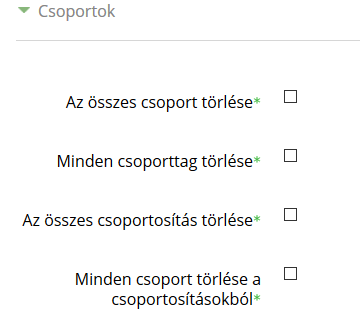 Csoportok
Az összes csoport törlése*
Minden csoporttag törlése*
Az összes csoportosítás törlése*
Minden csoport törlése a
csoportosításokból*